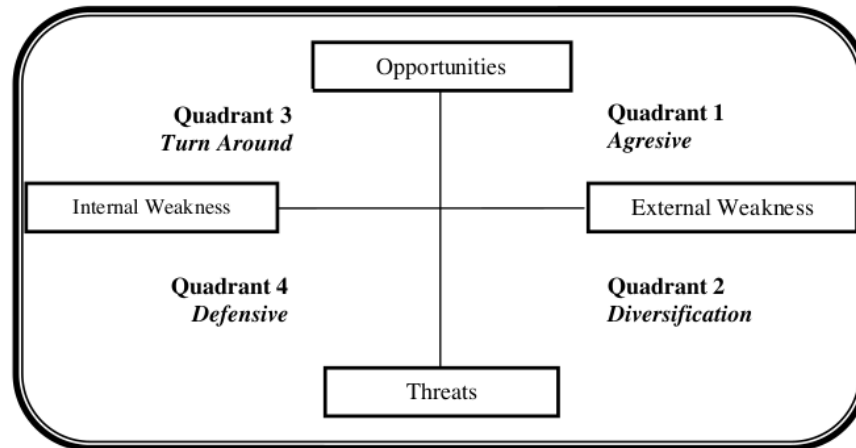 Opportunities
Quadrant 3
Turn Around
Quadrant 1
Agresive
Internal Weakness
External Weakness
Quadrant 4
Defensive
Quadrant 2
Diversification
Threats